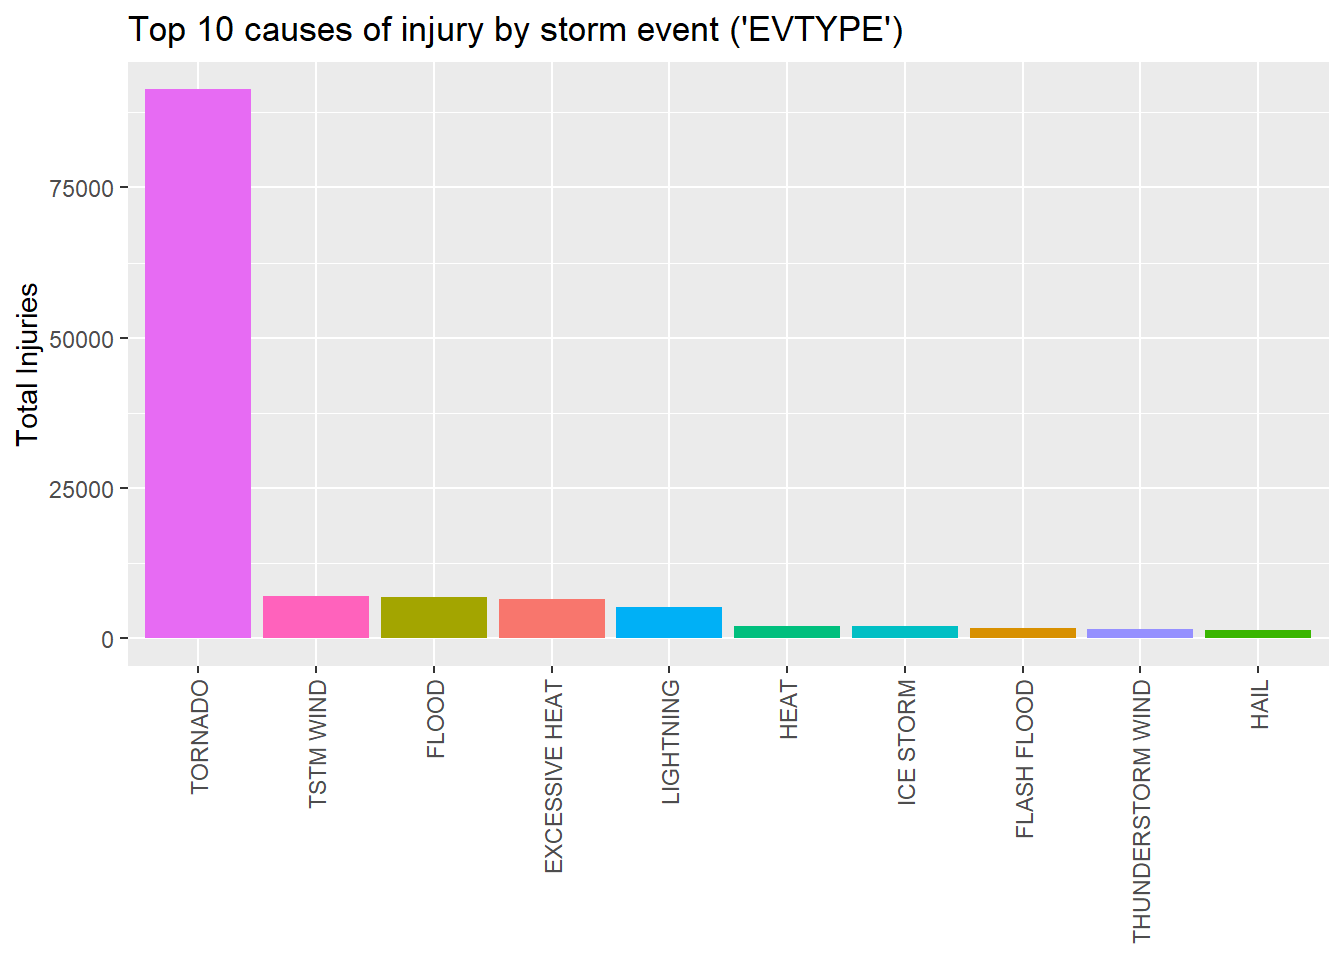 Top 10 causes of injury by storm event ('EVTYPE')
Total Injuries
75000
50000
25000
0
TORNADO
TSTM WIND
FLOOD
EXCESSIVE HEAT
LIGHTNING
HEAT
ICE STORM
FLASH FLOOD
THUNDERSTORM WIND
HAIL